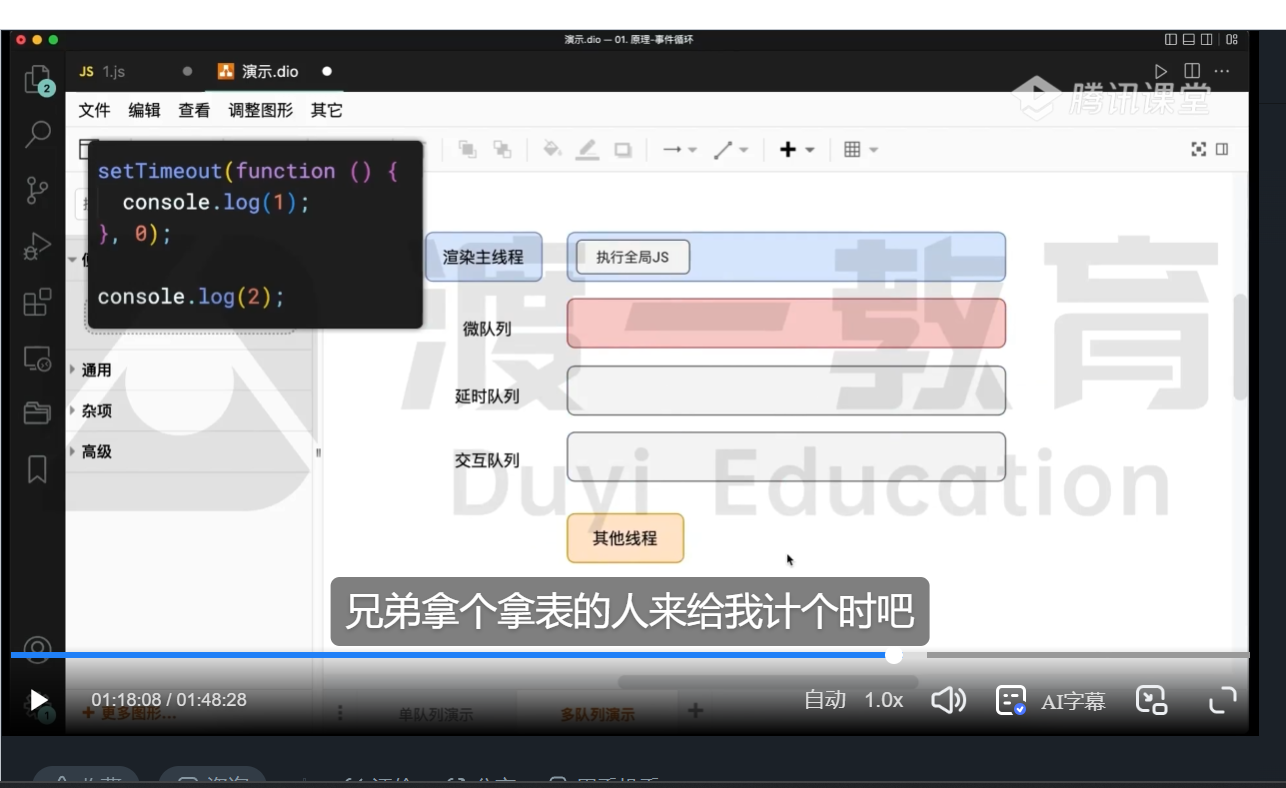 演示.dio — 01. 原理-事件循环
JS 1.js
演示.dio
2
文件 编辑 查看 调整图形 其它
腾讯课堂
setTimeout(function () {
console.log(1);
}, 0);
console.log(2);
渲染主线程
执行全局JS
微队列
延时队列
交互队列
其他线程
通用
杂项
高级
渡一教育
Duyi Education
兄弟拿个拿表的人来给我计个时吧
01:18:08 / 01:48:28
自动 1.0x
AI字幕
1
+ 更多图形...
单队列演示
多队列演示